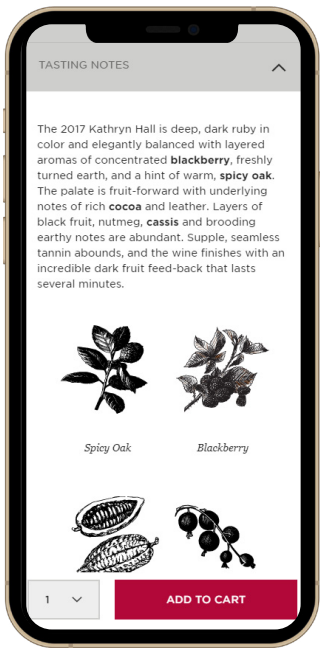 TASTING NOTES
The 2017 Kathryn Hall is deep, dark ruby in
color and elegantly balanced with layered
aromas of concentrated blackberry, freshly
turned earth, and a hint of warm, spicy oak.
The palate is fruit-forward with underlying
notes of rich cocoa and leather. Layers of
black fruit, nutmeg, cassis and brooding
earthy notes are abundant. Supple, seamless
tannin abounds, and the wine finishes with an
incredible dark fruit feed-back that lasts
several minutes.
Spicy Oak
Blackberry
1
ADD TO CART